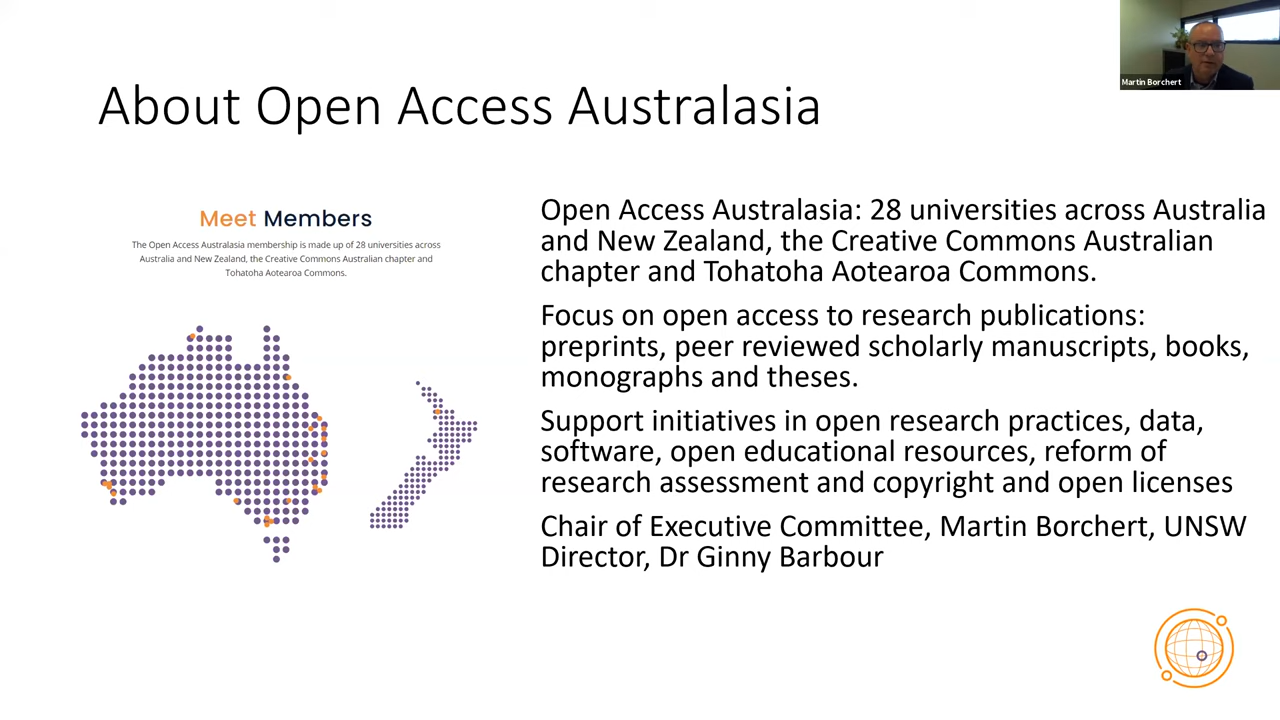 Martin Borchert
About Open Access Australasia
Meet Members
The Open Access Australasia membership is made up of 28 universities across
Australia and New Zealand, the Creative Commons Australian chapter and
Tohatoha Aotearoa Commons.
Open Access Australasia: 28 universities across Australia
and New Zealand, the Creative Commons Australian
chapter and Tohatoha Aotearoa Commons.
Focus on open access to research publications:
preprints, peer reviewed scholarly manuscripts, books,
monographs and theses.
Support initiatives in open research practices, data,
software, open educational resources, reform of
research assessment and copyright and open licenses
Chair of Executive Committee, Martin Borchert, UNSW
Director, Dr Ginny Barbour